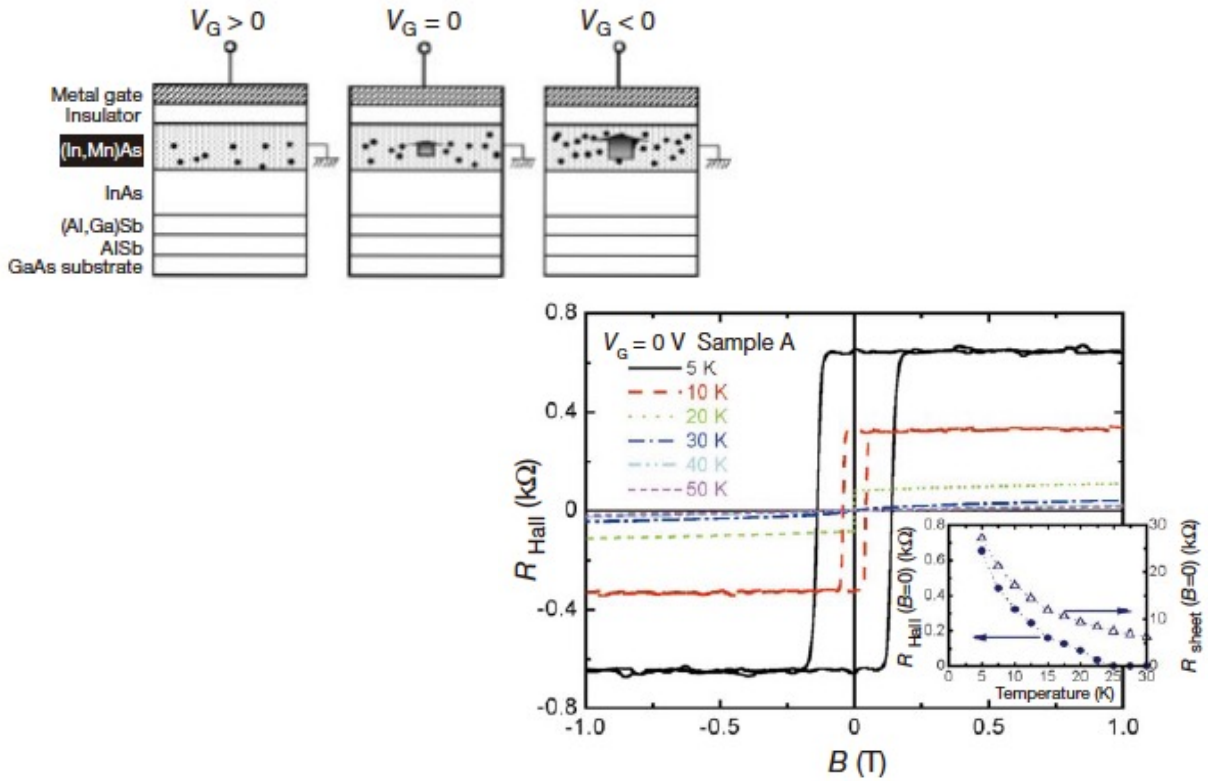 V_G > 0
V_G = 0
V_G < 0
Metal gate
Insulator
(In,Mn)As
InAs
(Al,Ga)Sb
AlSb
GaAs substrate
0.8
0.4
0
-0.4
-0.8
R_Hall (kΩ)
V_G = 0 V Sample A
5 K
10 K
20 K
30 K
40 K
50 K
0.8
0.6
0.4
0.2
0
R_Hall (B=0) (kΩ)
30
20
10
0
R_sheet (B=0) (kΩ)
0 5 10 15 20 25 30
Temperature (K)
-1.0 -0.5 0 0.5 1.0
B (T)